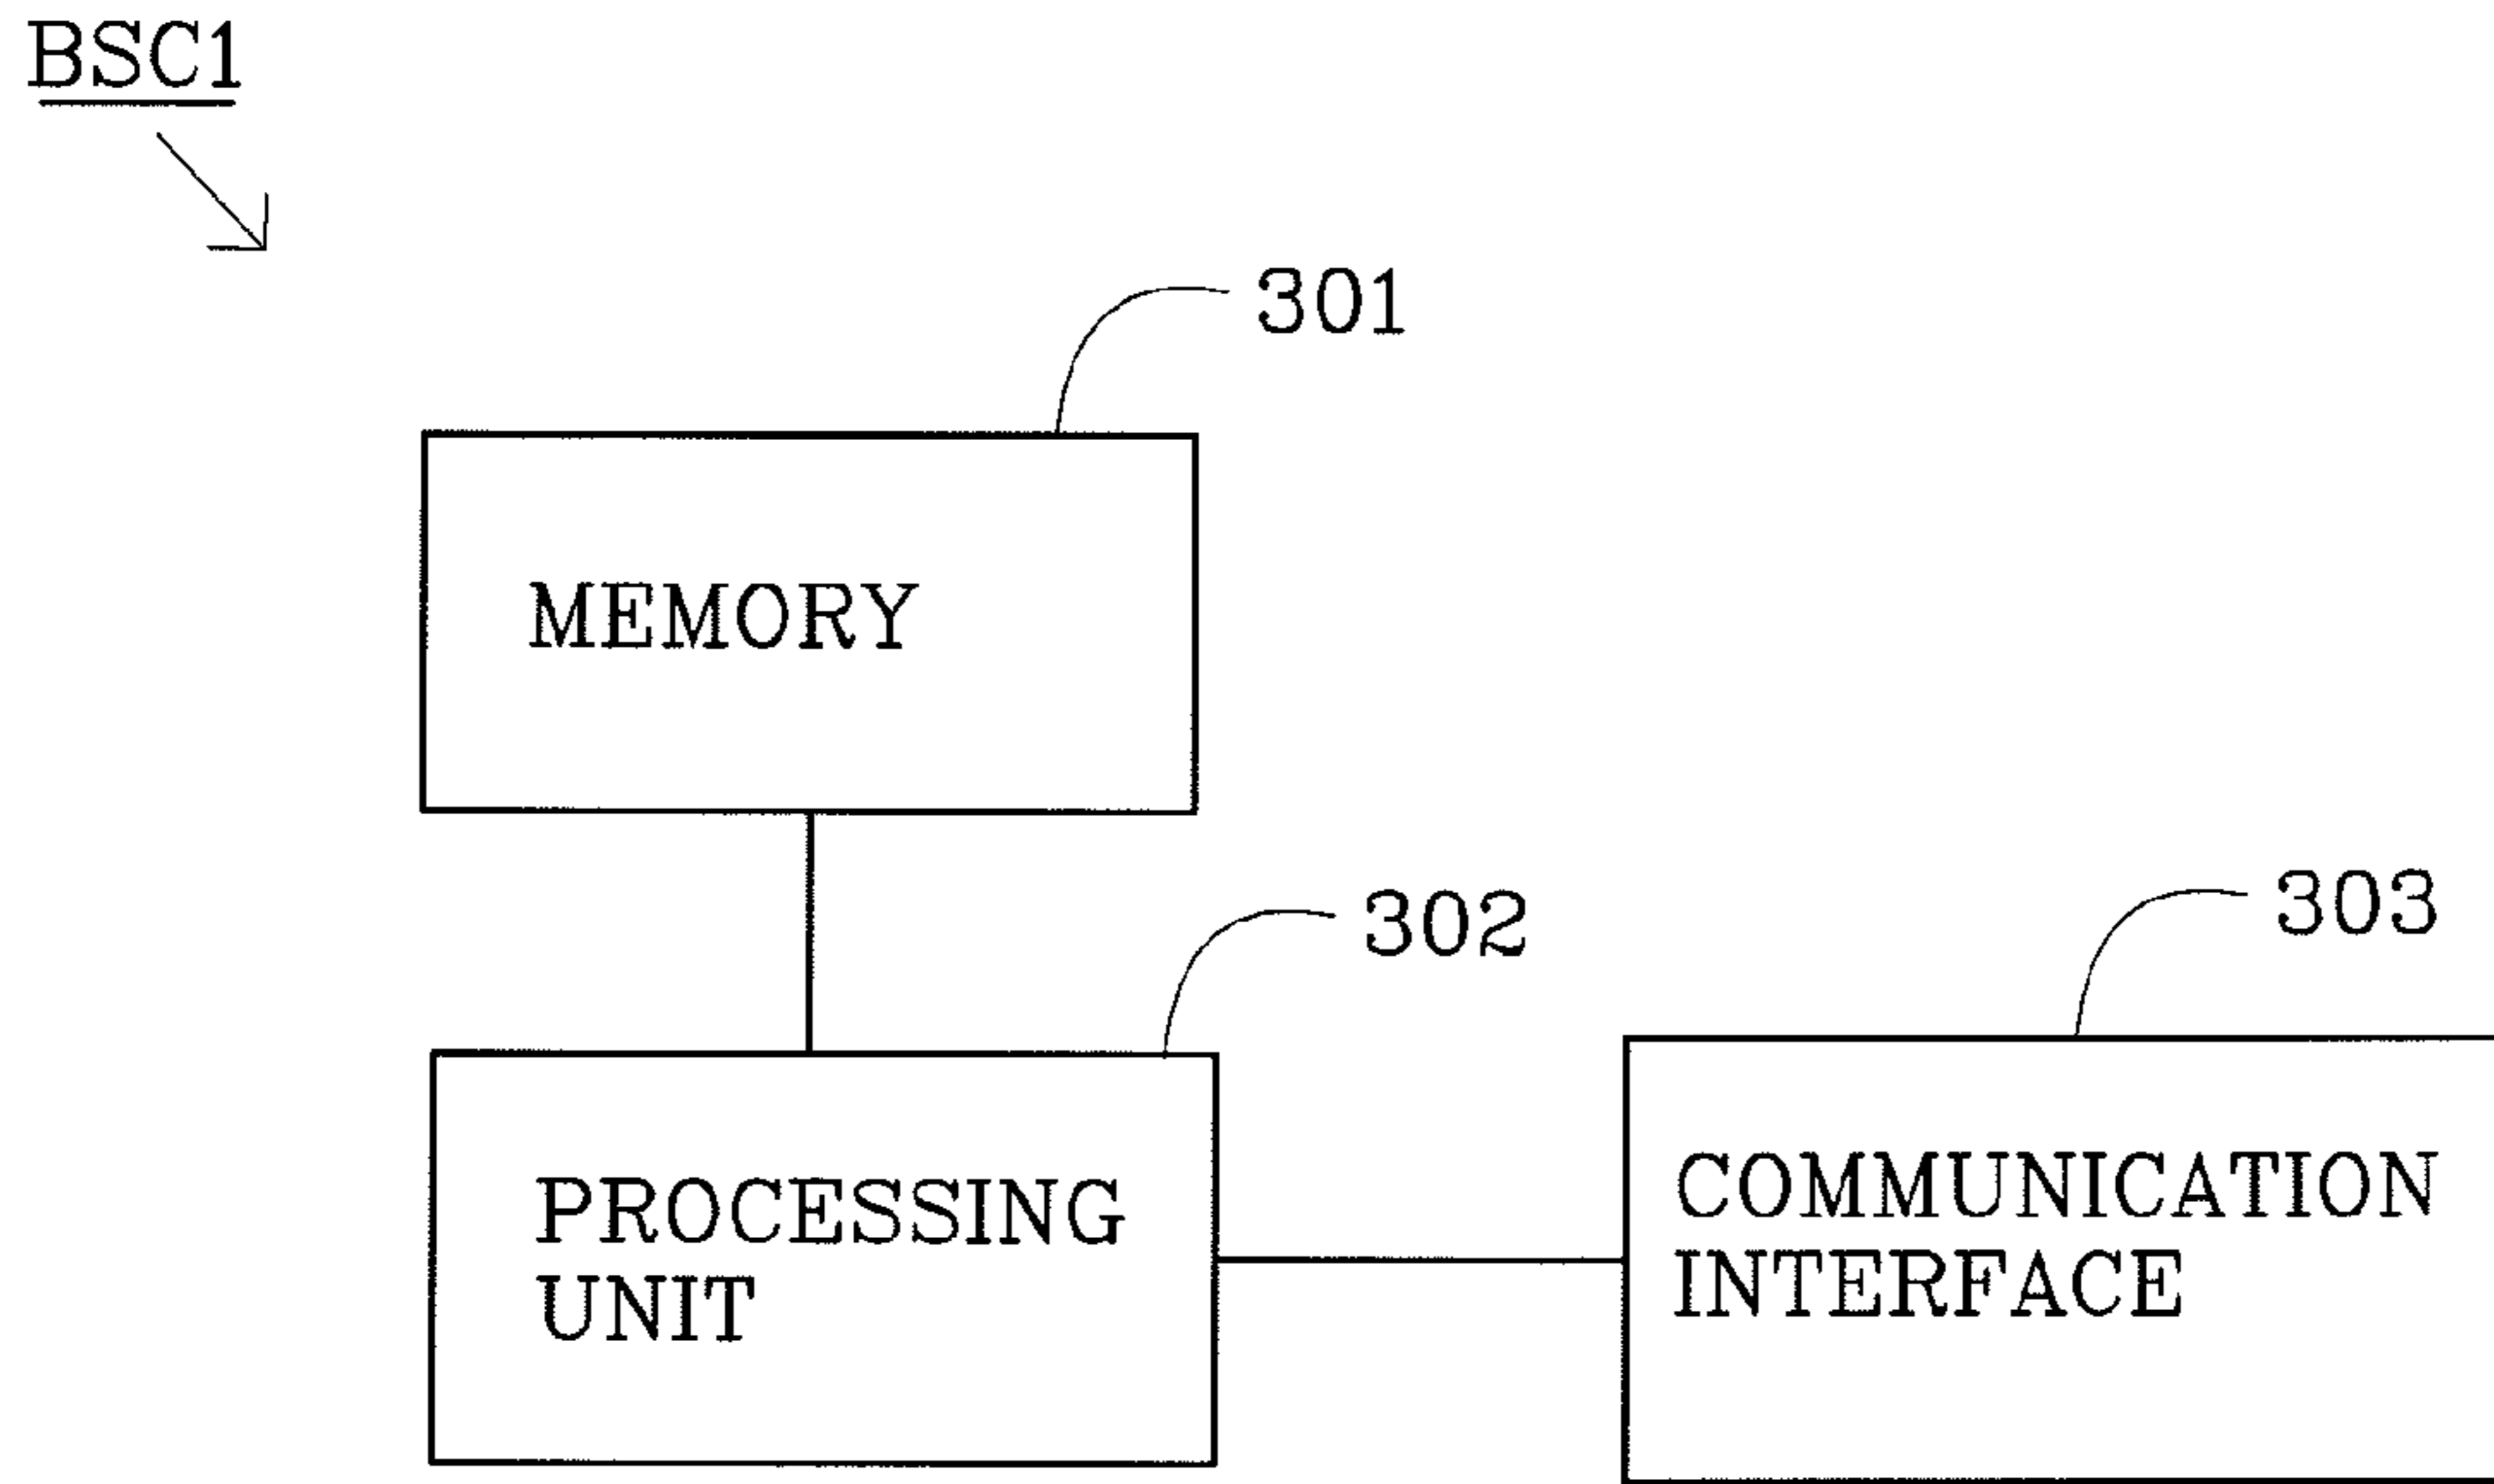 BSC1
301
MEMORY
302
303
PROCESSING
UNIT
COMMUNICATION
INTERFACE